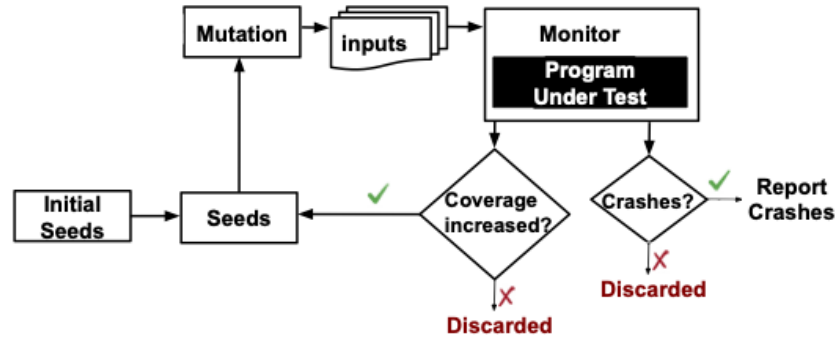 Mutation
inputs
Monitor
Program
Under Test
Initial
Seeds
Seeds
Coverage
increased?
Crashes?
Report
Crashes
Discarded
Discarded